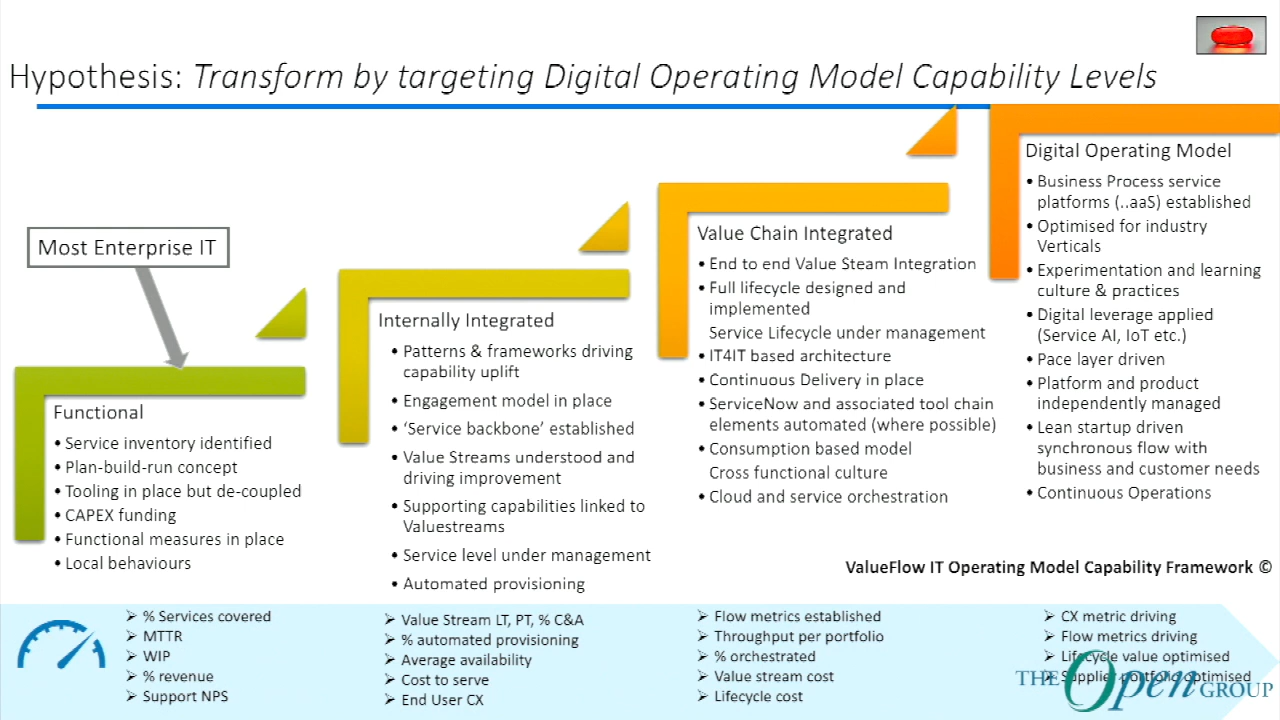 Hypothesis: Transform by targeting Digital Operating Model Capability Levels
Most Enterprise IT
Functional
• Service inventory identified
• Plan-build-run concept
• Tooling in place but de-coupled
• CAPEX funding
• Functional measures in place
• Local behaviours
Internally Integrated
• Patterns & frameworks driving
capability uplift
• Engagement model in place
• ‘Service backbone’ established
• Value Streams understood and
driving improvement
• Supporting capabilities linked to
Valuestreams
• Service level under management
• Automated provisioning
Value Chain Integrated
• End to end Value Steam Integration
• Full lifecycle designed and
implemented
Service Lifecycle under management
• IT4IT based architecture
• Continuous Delivery in place
• ServiceNow and associated tool chain
elements automated (where possible)
• Consumption based model
Cross functional culture
• Cloud and service orchestration
Digital Operating Model
• Business Process service
platforms (..aaS) established
• Optimised for industry
Verticals
• Experimentation and learning
culture & practices
• Digital leverage applied
(Service AI, IoT etc.)
• Pace layer driven
• Platform and product
independently managed
• Lean startup driven
synchronous flow with
business and customer needs
• Continuous Operations
ValueFlow IT Operating Model Capability Framework ©
➢ % Services covered
➢ MTTR
➢ WIP
➢ % revenue
➢ Support NPS
➢ Value Stream LT, PT, % C&A
➢ % automated provisioning
➢ Average availability
➢ Cost to serve
➢ End User CX
➢ Flow metrics established
➢ Throughput per portfolio
➢ % orchestrated
➢ Value stream cost
➢ Lifecycle cost
➢ CX metric driving
➢ Flow metrics driving
➢ Lifecycle value optimised
➢ Supplier portfolio optimised
THE Open GROUP